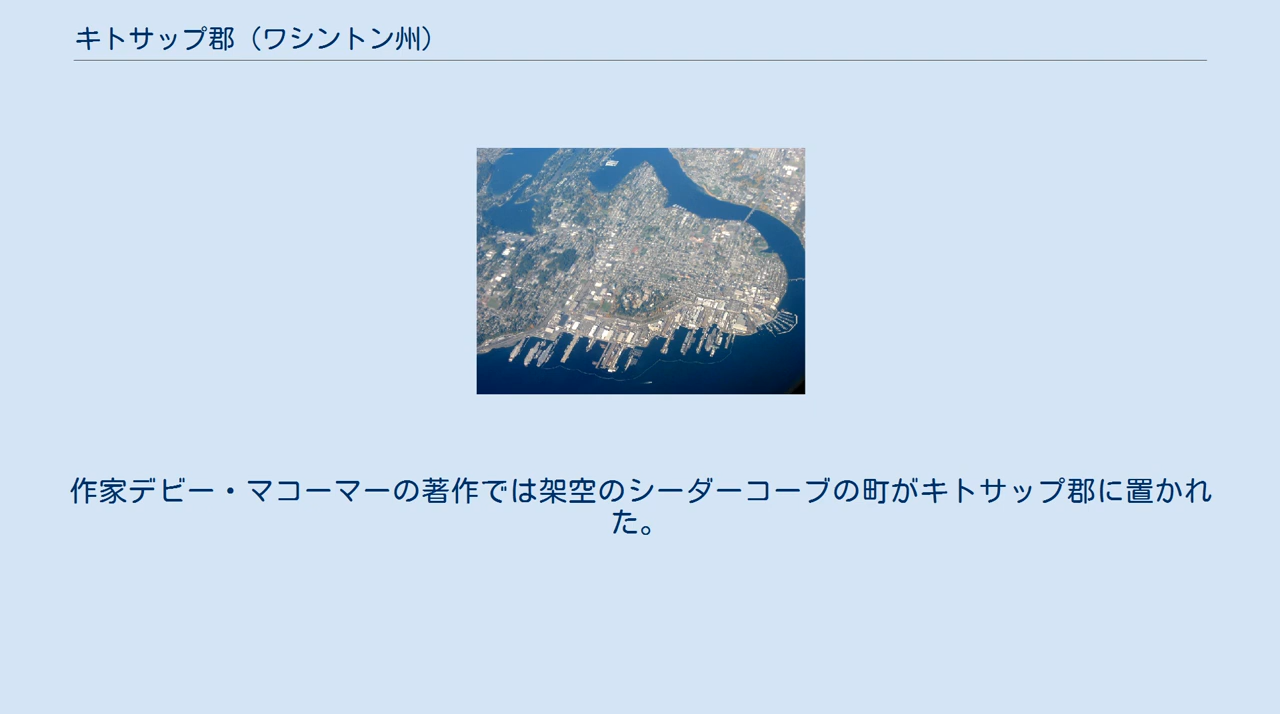 キトサップ郡（ワシントン州）
作家デビー・マコーマーの著作では架空のシーダーコーブの町がキトサップ郡に置かれ
た。